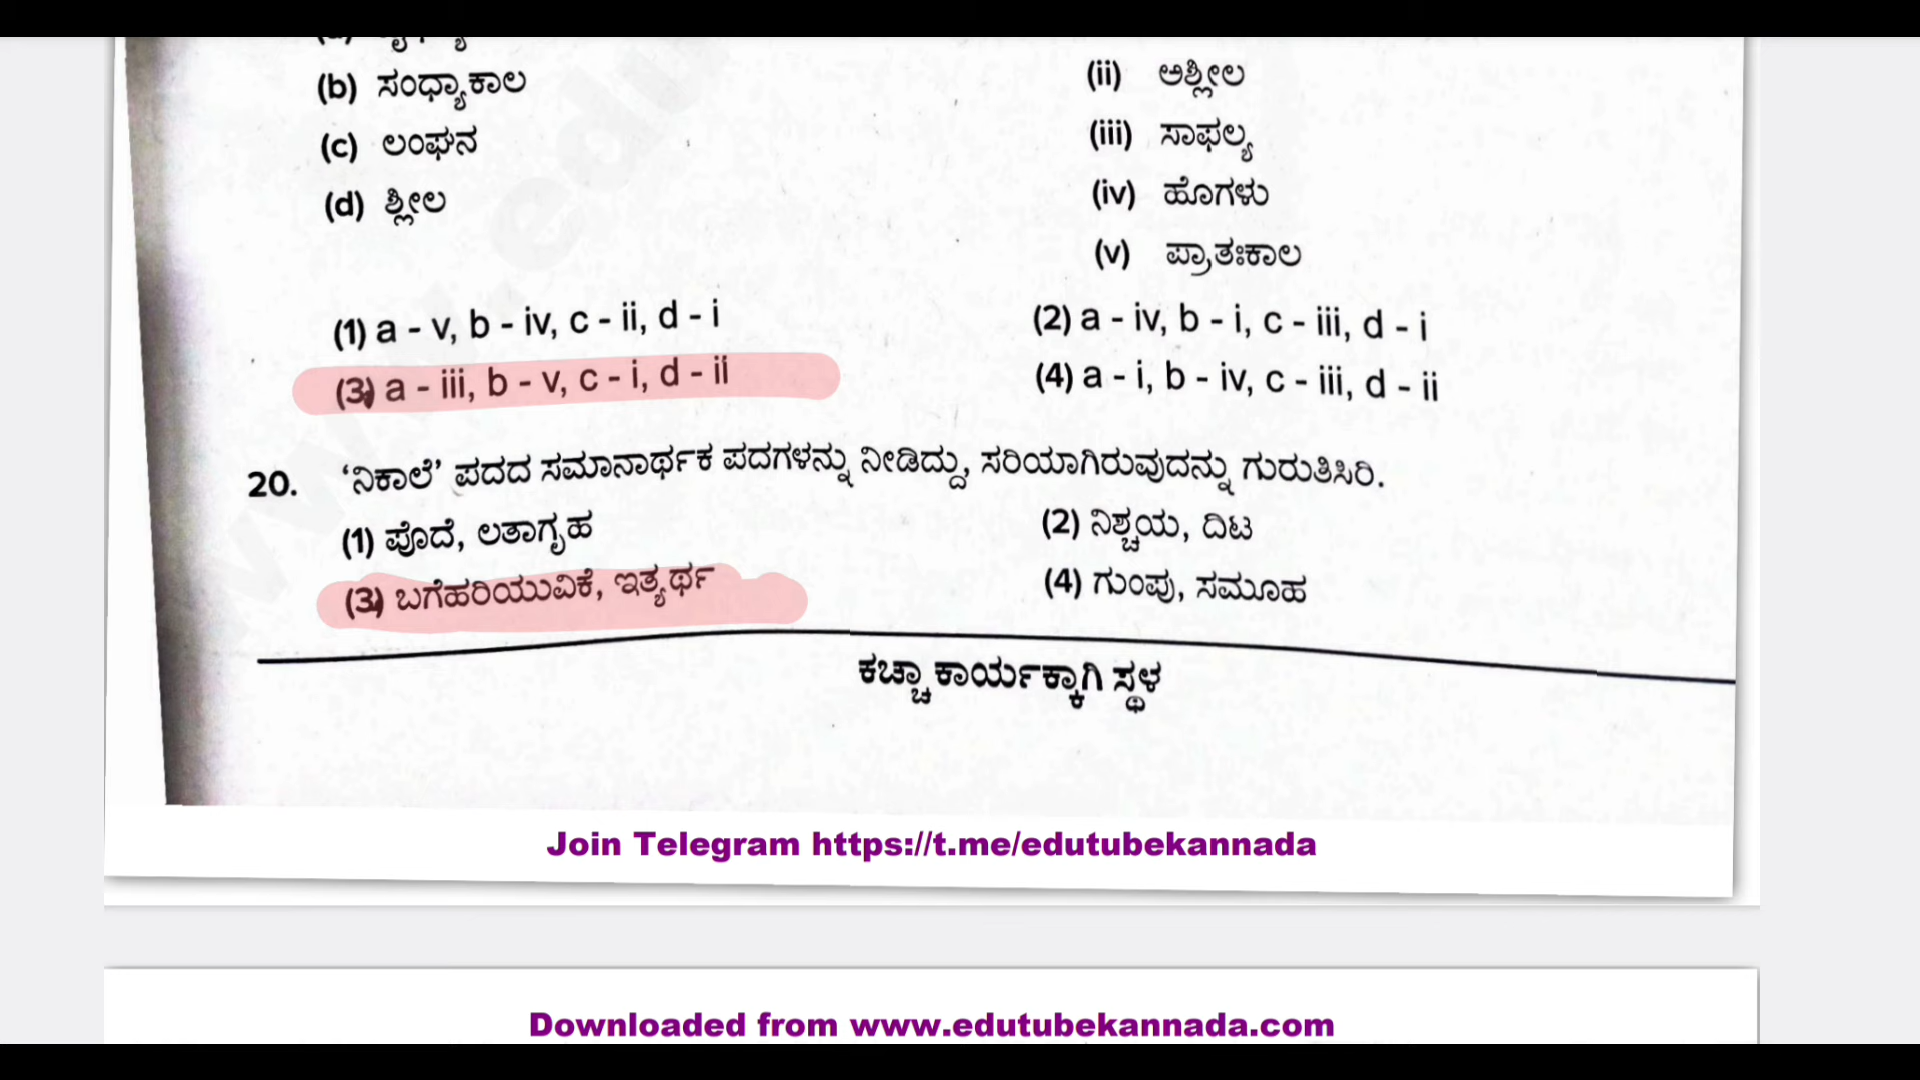 (b) ಸಂಧ್ಯಾಕಾಲ
(ii) ಅಶ್ಲೀಲ
(c) ಲಂಘನ
(iii) ಸಾಫಲ್ಯ
(d) ಶ್ಲೀಲ
(iv) ಹೊಗಳು
(v) ಪ್ರಾತಃಕಾಲ
(1) a - v, b - iv, c - ii, d - i
(2) a - iv, b - i, c - iii, d - i
(3) a - iii, b - v, c - i, d - ii
(4) a - i, b - iv, c - iii, d - ii
20. ‘ನಿಕಾಲೆ’ ಪದದ ಸಮಾನಾರ್ಥಕ ಪದಗಳನ್ನು ನೀಡಿದ್ದು, ಸರಿಯಾಗಿರುವುದನ್ನು ಗುರುತಿಸಿರಿ.
(1) ಪೊದೆ, ಲತಾಗೃಹ
(2) ನಿಶ್ಚಯ, ದಿಟ
(3) ಬಗೆಹರಿಯುವಿಕೆ, ಇತ್ಯರ್ಥ
(4) ಗುಂಪು, ಸಮೂಹ
ಕಚ್ಚಾ ಕಾರ್ಯಕ್ಕಾಗಿ ಸ್ಥಳ
Join Telegram https://t.me/edutubekannada
Downloaded from www.edutubekannada.com